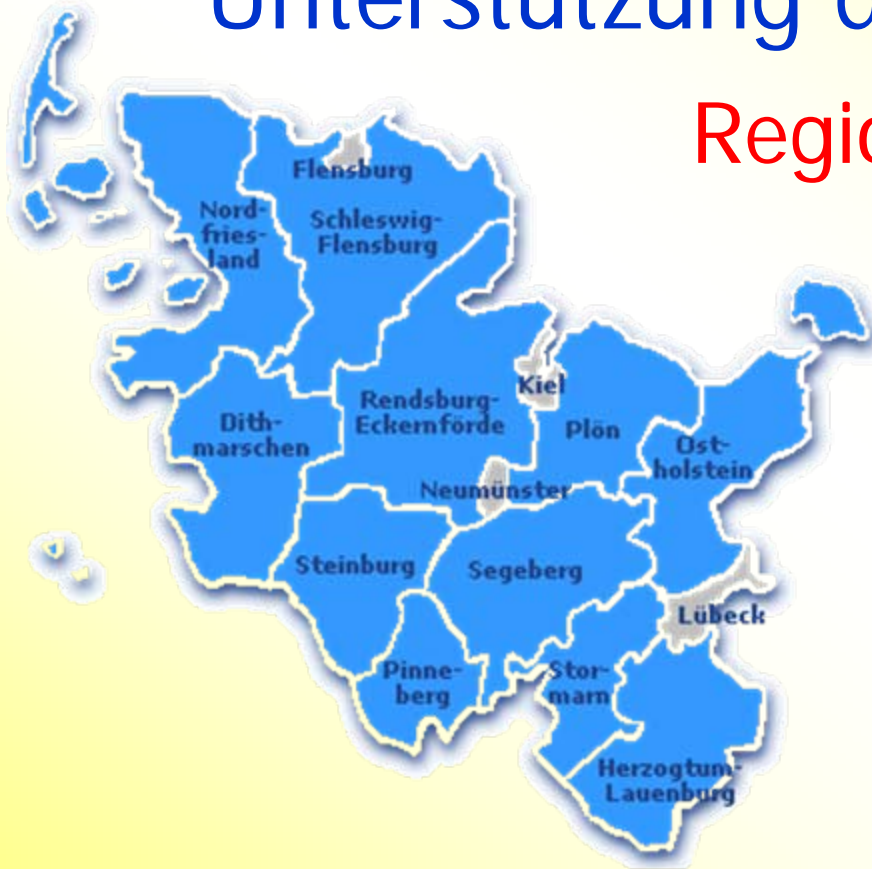 Unterstützung
Flensburg
Nord-
fries-
land
Schleswig-
Flensburg
Kiel
Rendsburg-
Eckernförde
Plön
Dith-
marschen
Ost-
holstein
Neumünster
Steinburg
Segeberg
Lübeck
Pinne-
berg
Stor-
marn
Herzogtum-
Lauenburg